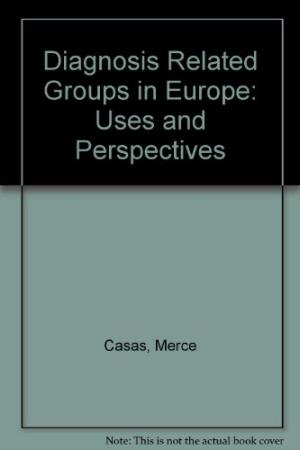 Diagnosis Related
Groups in Europe:
Uses and
Perspectives
Casas, Merce
Note: This is not the actual book cover